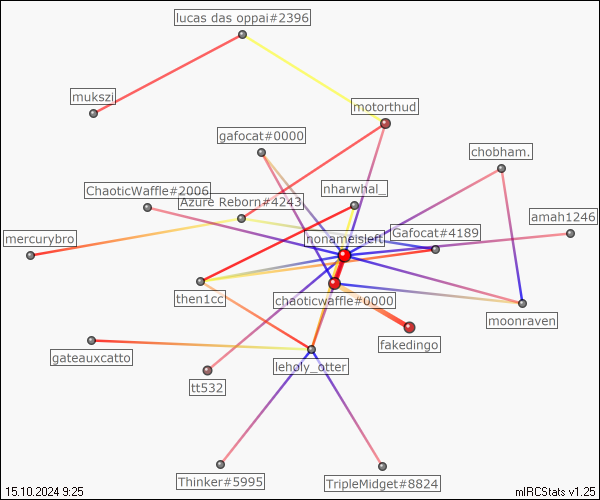 lucas das oppai#2396
mukszi
motorthud
gafocat#0000
chobham.
ChaoticWaffle#2006
nharwhal_
Azure Reborn#4243
amah1246
mercurybro
nonameisleft
Gafocat#4189
then1cc
chaoticwaffle#0000
moonraven
fakedingo
gateauxcatto
leholy_otter
tt532
Thinker#5995
TripleMidget#8824
15.10.2024 9:25
mIRCStats v1.25